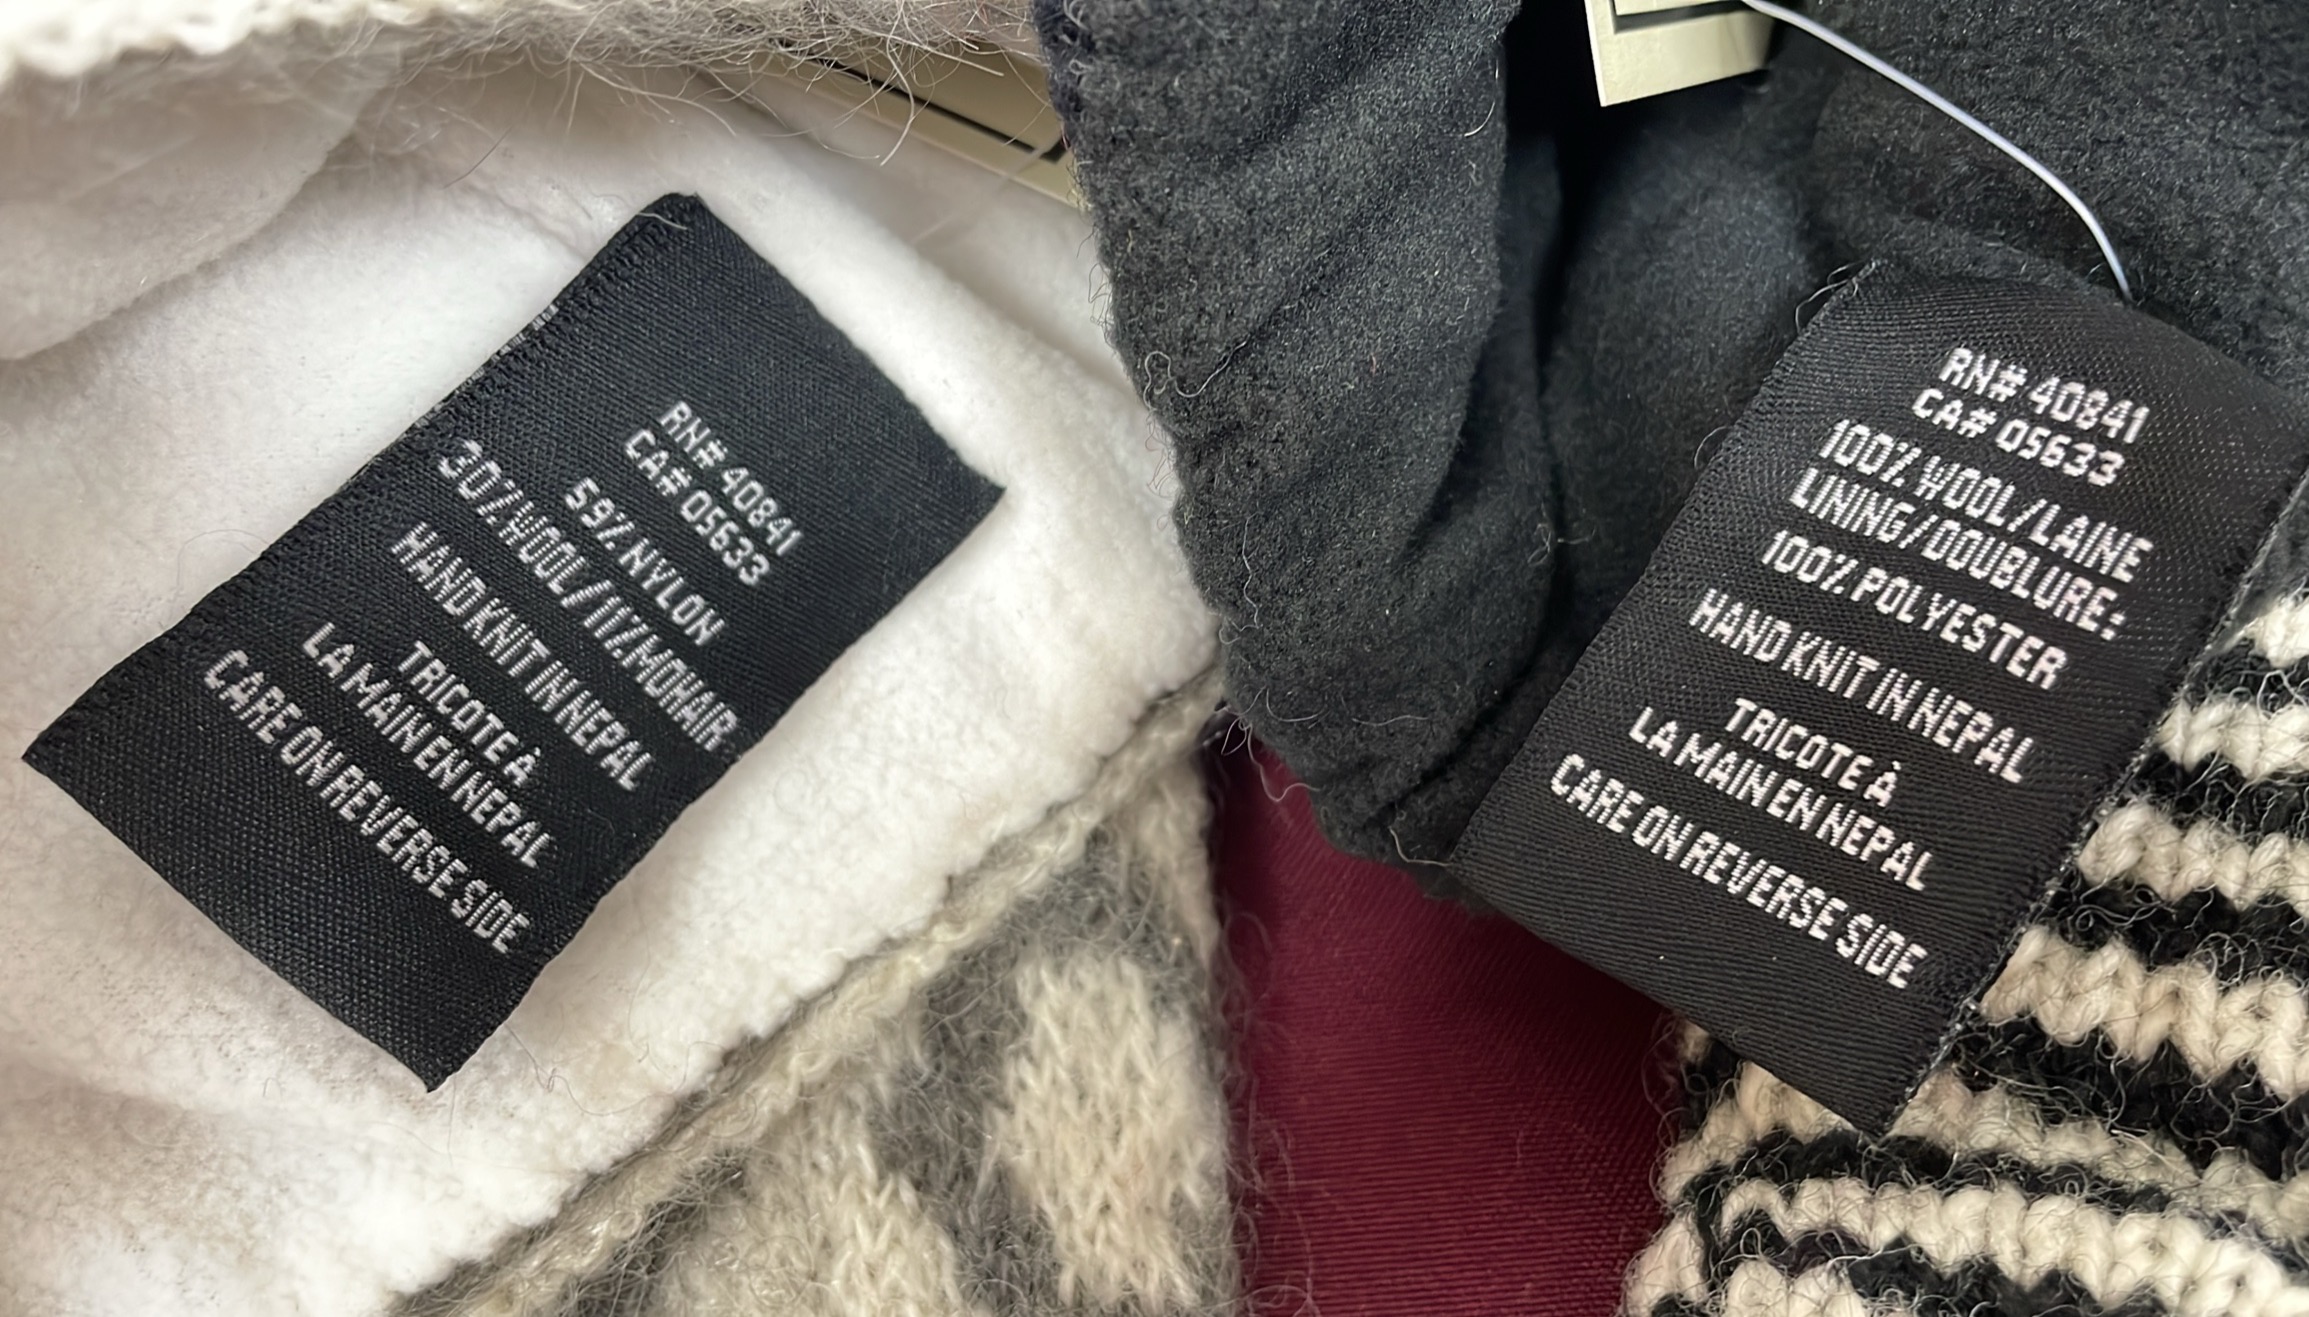 RN# 40841
CA# 05633
59% NYLON
30%WOOL/11%MOHAIR
HAND KNIT IN NEPAL
TRICOTE À
LA MAIN EN NEPAL
CARE ON REVERSE SIDE
RN# 40841
CA# 05633
100% WOOL/LAINE
LINING/DOUBLURE:
100% POLYESTER
HAND KNIT IN NEPAL
TRICOTE À
LA MAIN EN NEPAL
CARE ON REVERSE SIDE